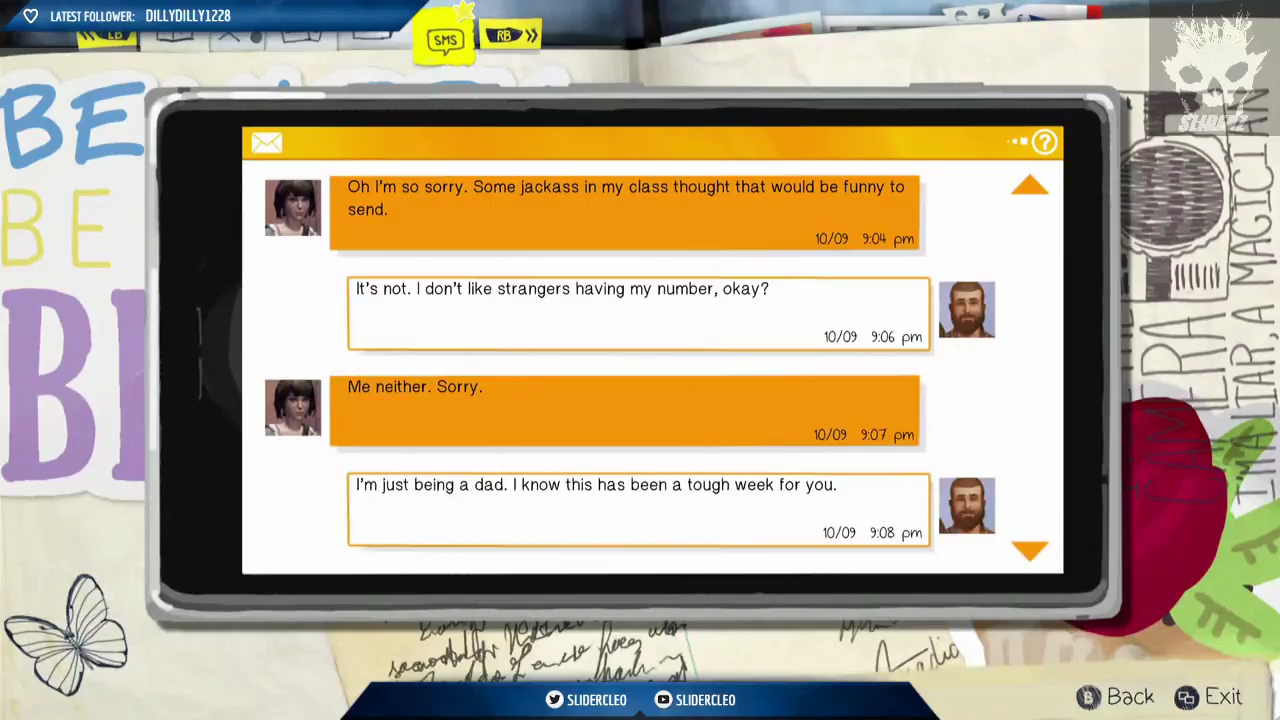 LATEST FOLLOWER: DILLYDILLY1228
LB
SMS
RB
BE
BE
BE
SLIDERZ
Oh I'm so sorry. Some jackass in my class thought that would be funny to
send.
10/09 9:04 pm
It's not. I don't like strangers having my number, okay?
10/09 9:06 pm
Me neither. Sorry.
10/09 9:07 pm
I'm just being a dad. I know this has been a tough week for you.
10/09 9:08 pm
?
SLIDERCLEO
SLIDERCLEO
B Back
Exit